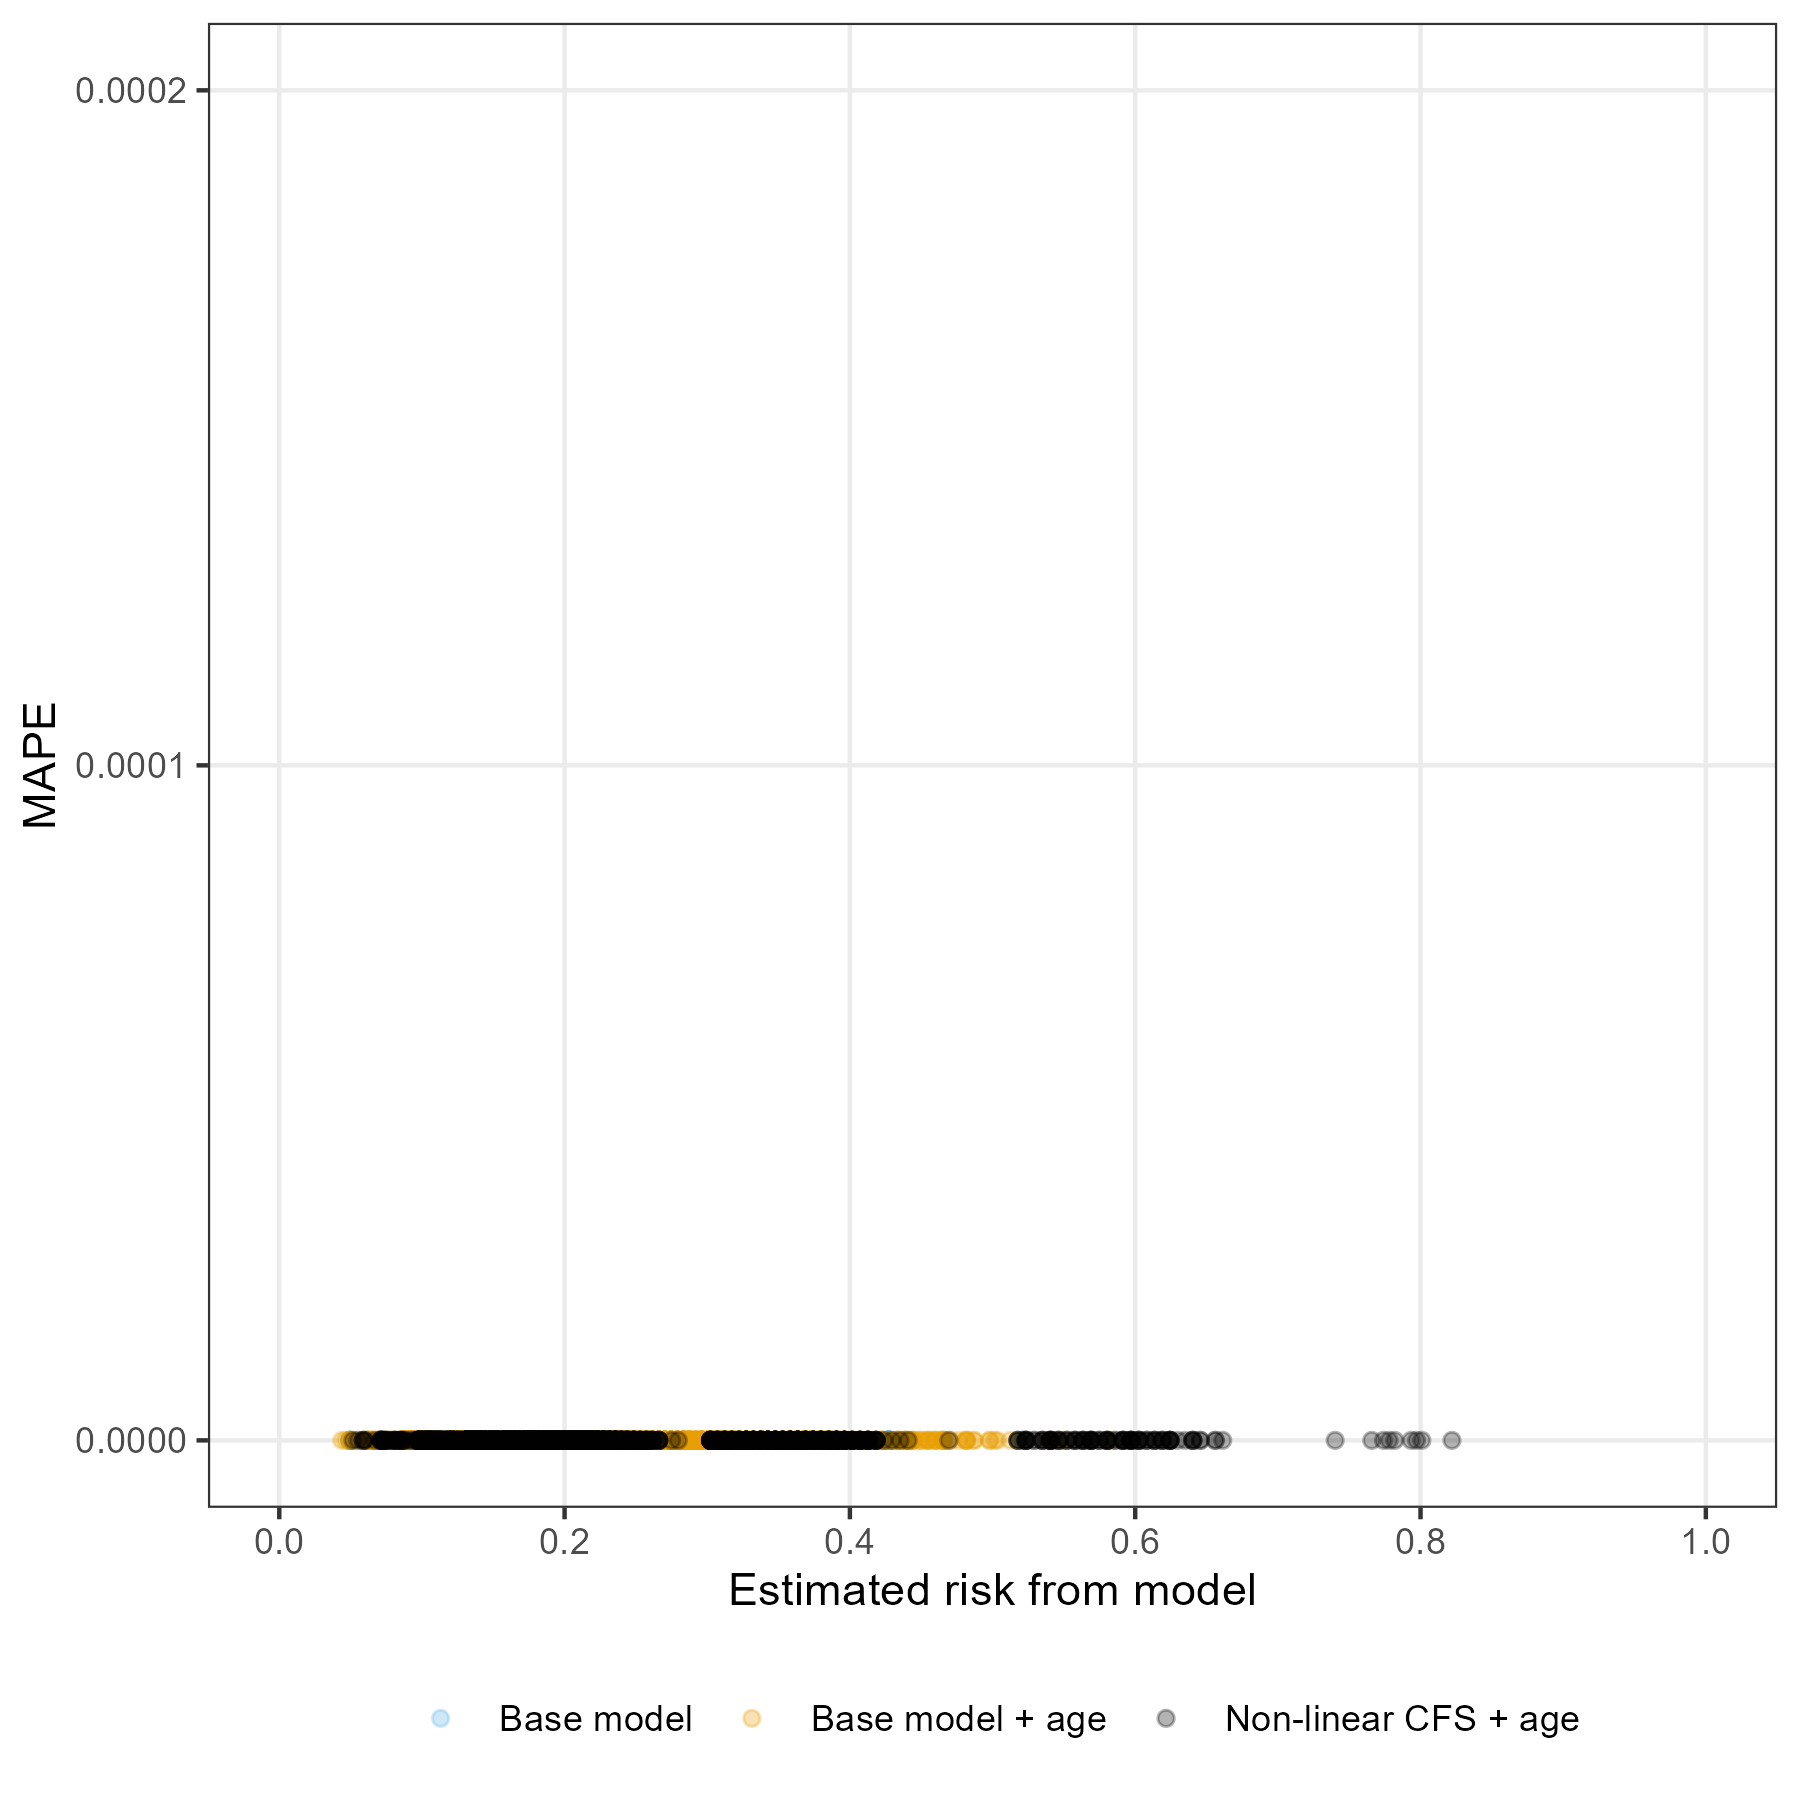 0.0002
0.0001
0.0000
MAPE
0.0 0.2 0.4 0.6 0.8 1.0
Estimated risk from model
Base model Base model + age Non-linear CFS + age